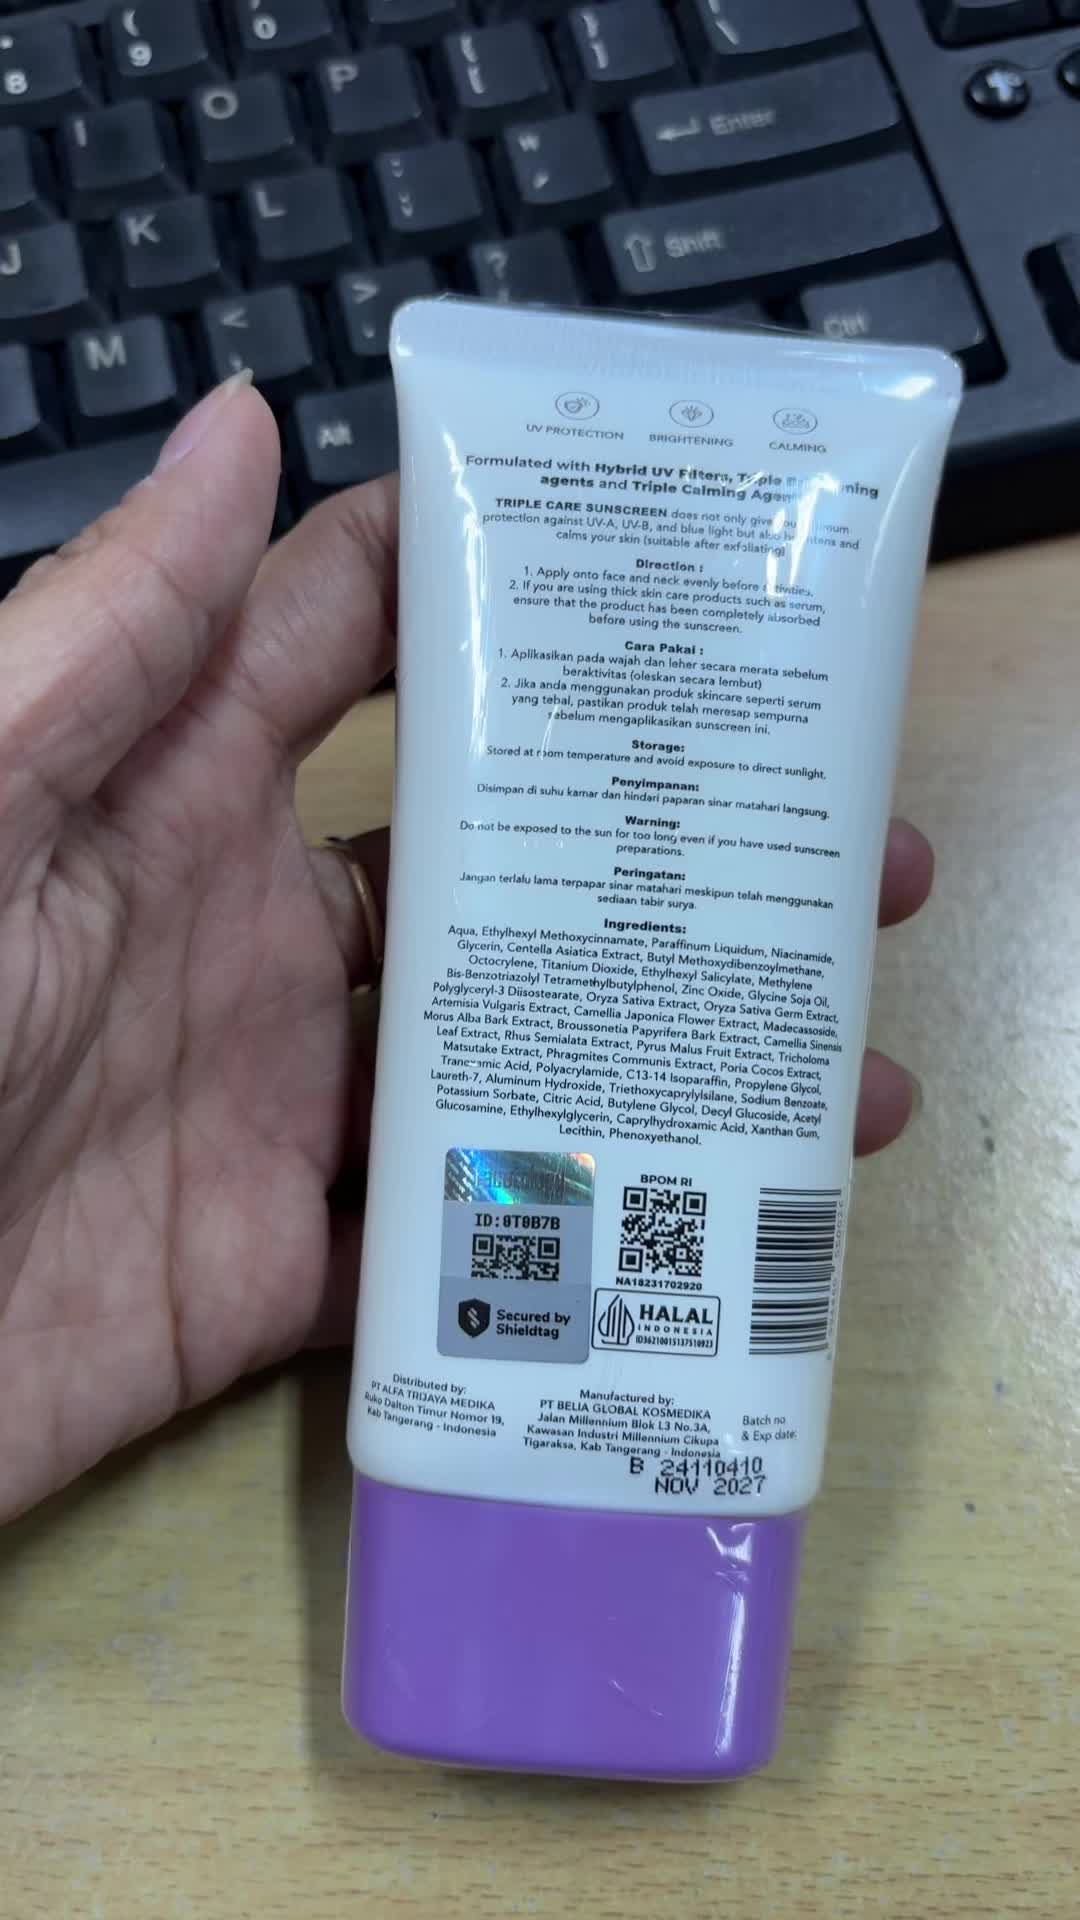 8
(
9
)
0
{
[
}
]
|
\
I
O
P
:
;
"
Enter
J
K
L
Shift
M
<
,
>
.
?
Alt
Ctrl
UV PROTECTION
BRIGHTENING
CALMING
Formulated with Hybrid UV Filters, Triple
agents and Triple Calming
TRIPLE CARE SUNSCREEN does not only
protection against UV-A, UV-B, and blue light but also and
calms your skin (suitable after exfoliating)
Direction :
1. Apply onto face and neck evenly before
2. If you are using thick skin care products such as serum,
ensure that the product has been completely absorbed
before using the sunscreen.
Cara Pakai :
1. Aplikasikan pada wajah dan leher secara merata sebelum
beraktivitas (oleskan secara lembut)
2. Jika anda menggunakan produk skincare seperti serum
yang tebal, pastikan produk telah meresap sempurna
sebelum mengaplikasikan sunscreen ini.
Storage:
Stored at room temperature and avoid exposure to direct sunlight.
Penyimpanan:
Disimpan di suhu kamar dan hindari paparan sinar matahari langsung.
Warning:
Do not be exposed to the sun for too long even if you have used sunscreen
preparations.
Peringatan:
Jangan terlalu lama terpapar sinar matahari meskipun telah menggunakan
sediaan tabir surya.
Ingredients:
Aqua, Ethylhexyl Methoxycinnamate, Paraffinum Liquidum, Niacinamide,
Glycerin, Centella Asiatica Extract, Butyl Methoxydibenzoylmethane,
Octocrylene, Titanium Dioxide, Ethylhexyl Salicylate, Methylene
Bis-Benzotriazolyl Tetramethylbutylphenol, Zinc Oxide, Glycine Soja Oil,
Polyglyceryl-3 Diisostearate, Oryza Sativa Extract, Oryza Sativa Germ Extract,
Artemisia Vulgaris Extract, Camellia Japonica Flower Extract, Madecassoside,
Morus Alba Bark Extract, Broussonetia Papyrifera Bark Extract, Camellia Sinensis
Leaf Extract, Rhus Semialata Extract, Pyrus Malus Fruit Extract, Tricholoma
Matsutake Extract, Phragmites Communis Extract, Poria Cocos Extract,
Tranexamic Acid, Polyacrylamide, C13-14 Isoparaffin, Propylene Glycol,
Laureth-7, Aluminum Hydroxide, Triethoxycaprylylsilane, Sodium Benzoate,
Potassium Sorbate, Citric Acid, Butylene Glycol, Decyl Glucoside, Acetyl
Glucosamine, Ethylhexylglycerin, Caprylhydroxamic Acid, Xanthan Gum,
Lecithin, Phenoxyethanol.
ID:0T0B7B
Secured by
Shieldtag
BPOM RI
NA18231702920
HALAL
INDONESIA
ID36210015137510923
Distributed by:
PT ALFA TRIJAYA MEDIKA
Ruko Dalton Timur Nomor 19,
Kab Tangerang - Indonesia
Manufactured by:
PT BELIA GLOBAL KOSMEDIKA
Jalan Millennium Blok L3 No.3A,
Kawasan Industri Millennium Cikupa
Tigaraksa, Kab Tangerang - Indonesia
Batch no
& Exp date:
B 24110410
NOV 2027